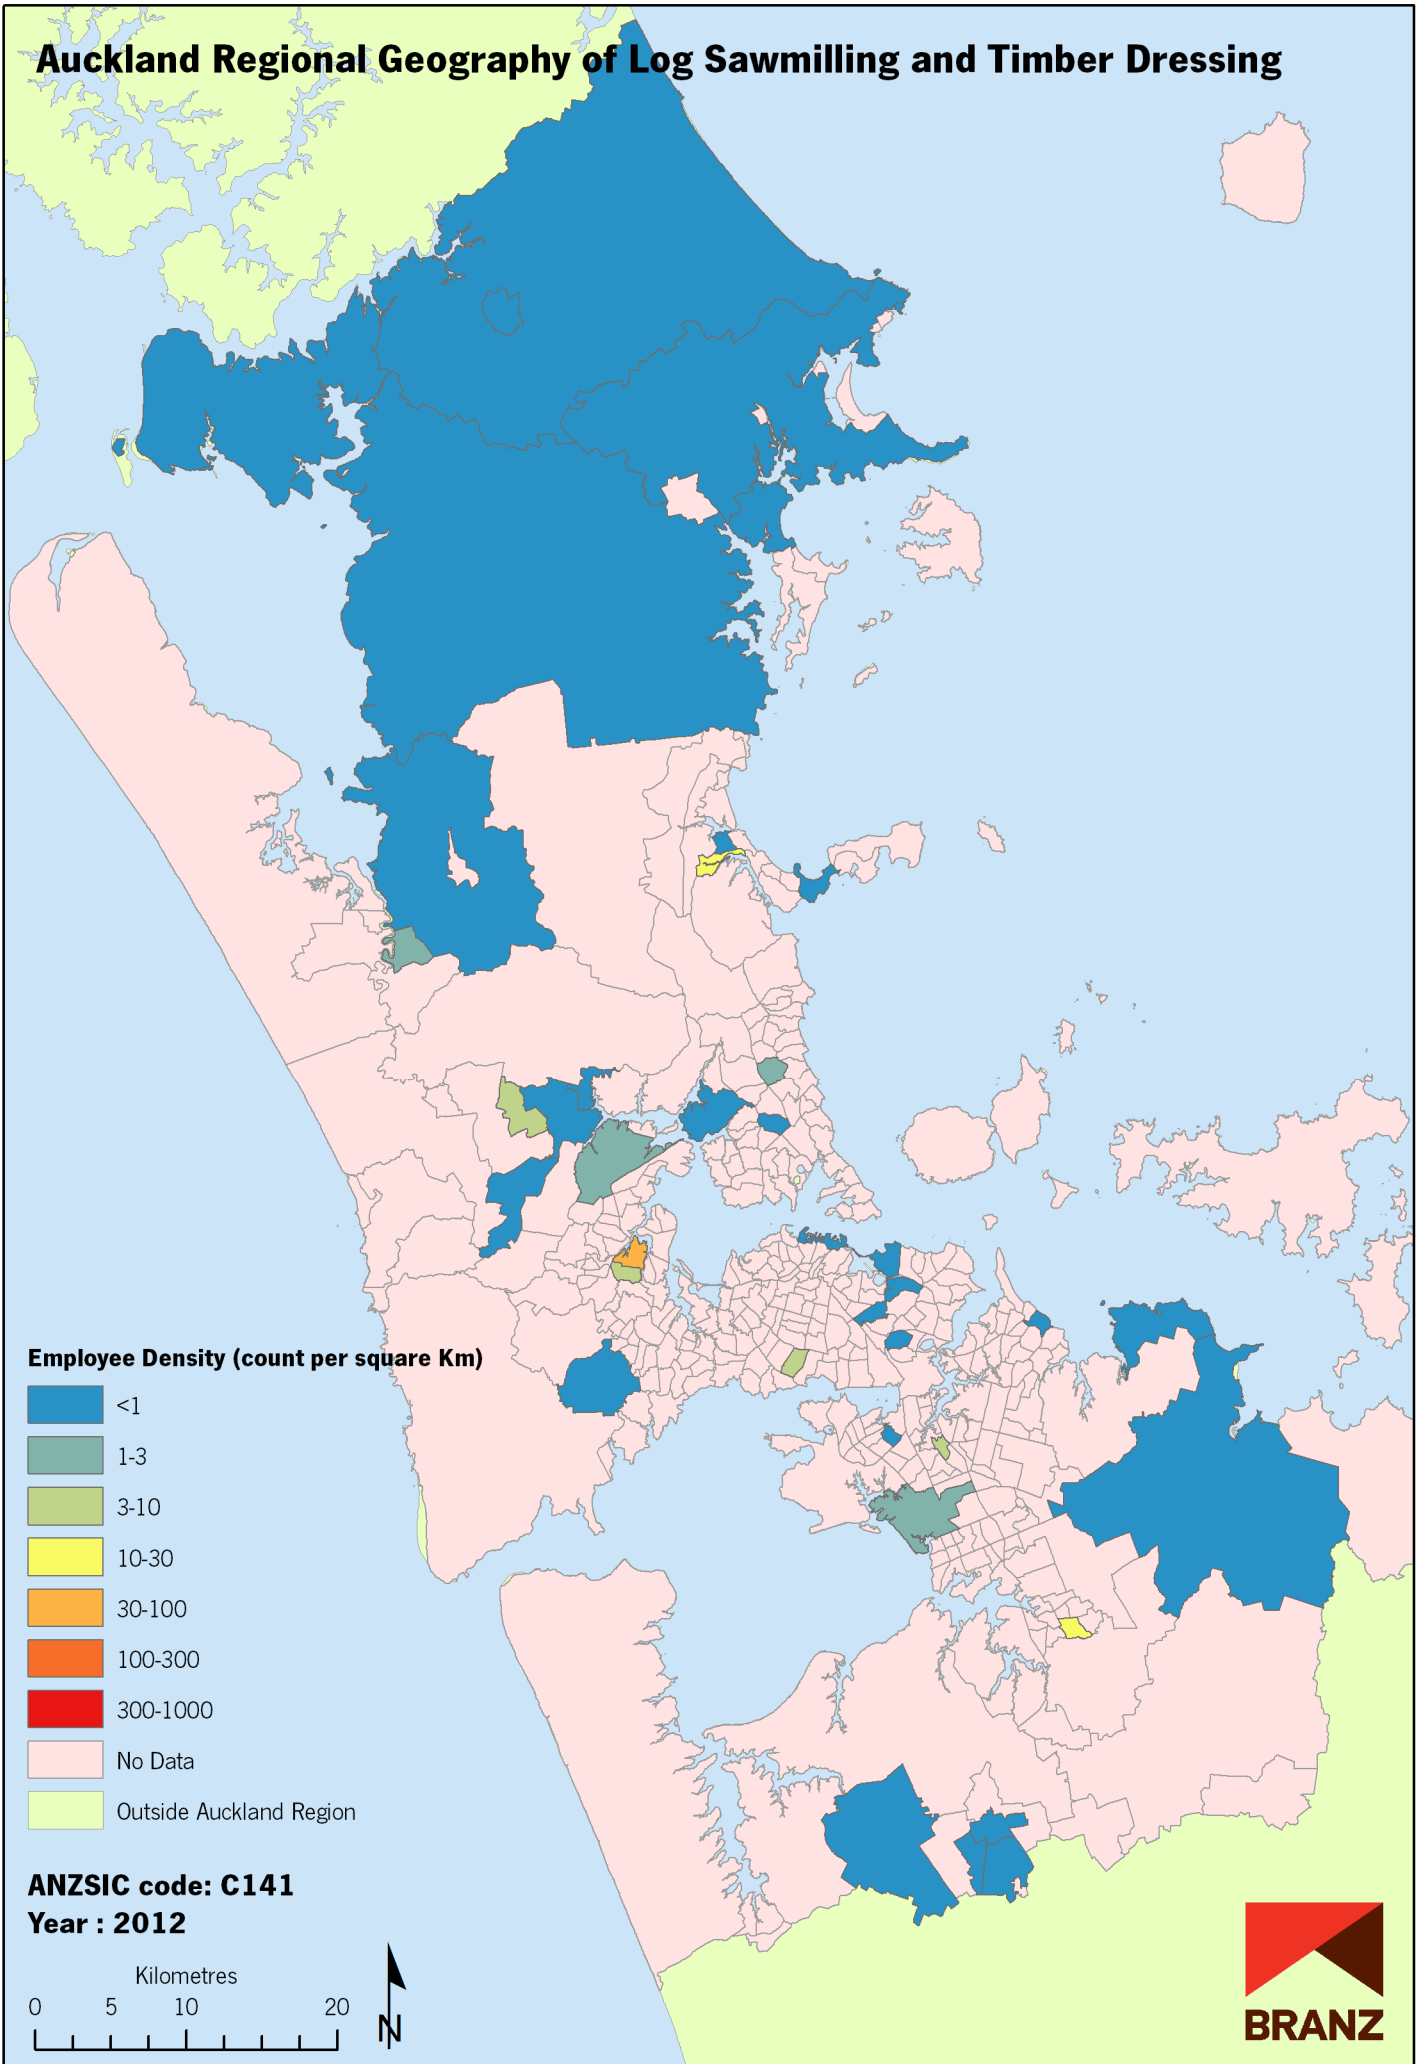 Auckland Regional Geography of Log Sawmilling and Timber Dressing
Employee Density (count per square Km)
<1
1-3
3-10
10-30
30-100
100-300
300-1000
No Data
Outside Auckland Region
ANZSIC code: C141
Year : 2012
Kilometres
0 5 10 20
N
BRANZ